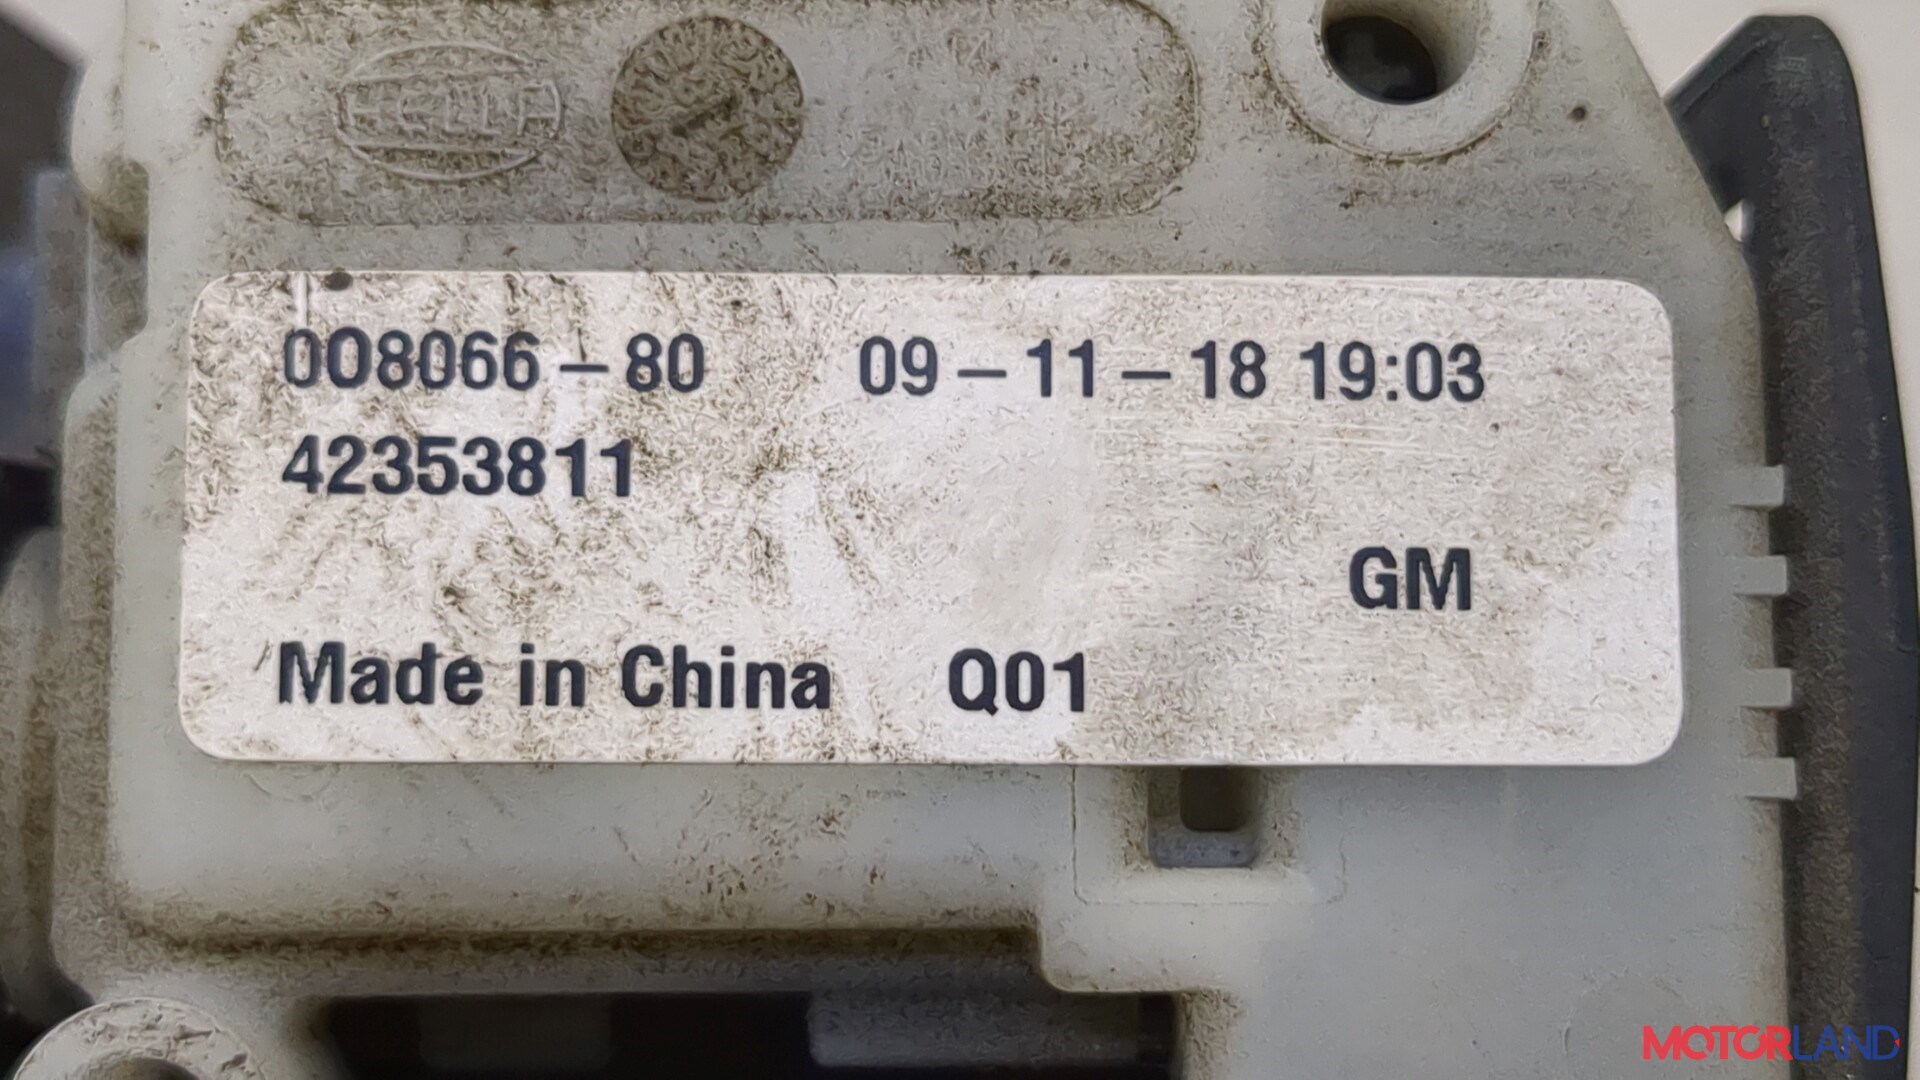 HELLA
008066-80 09-11-18 19:03
42353811
GM
Made in China Q01
MOTORLAND